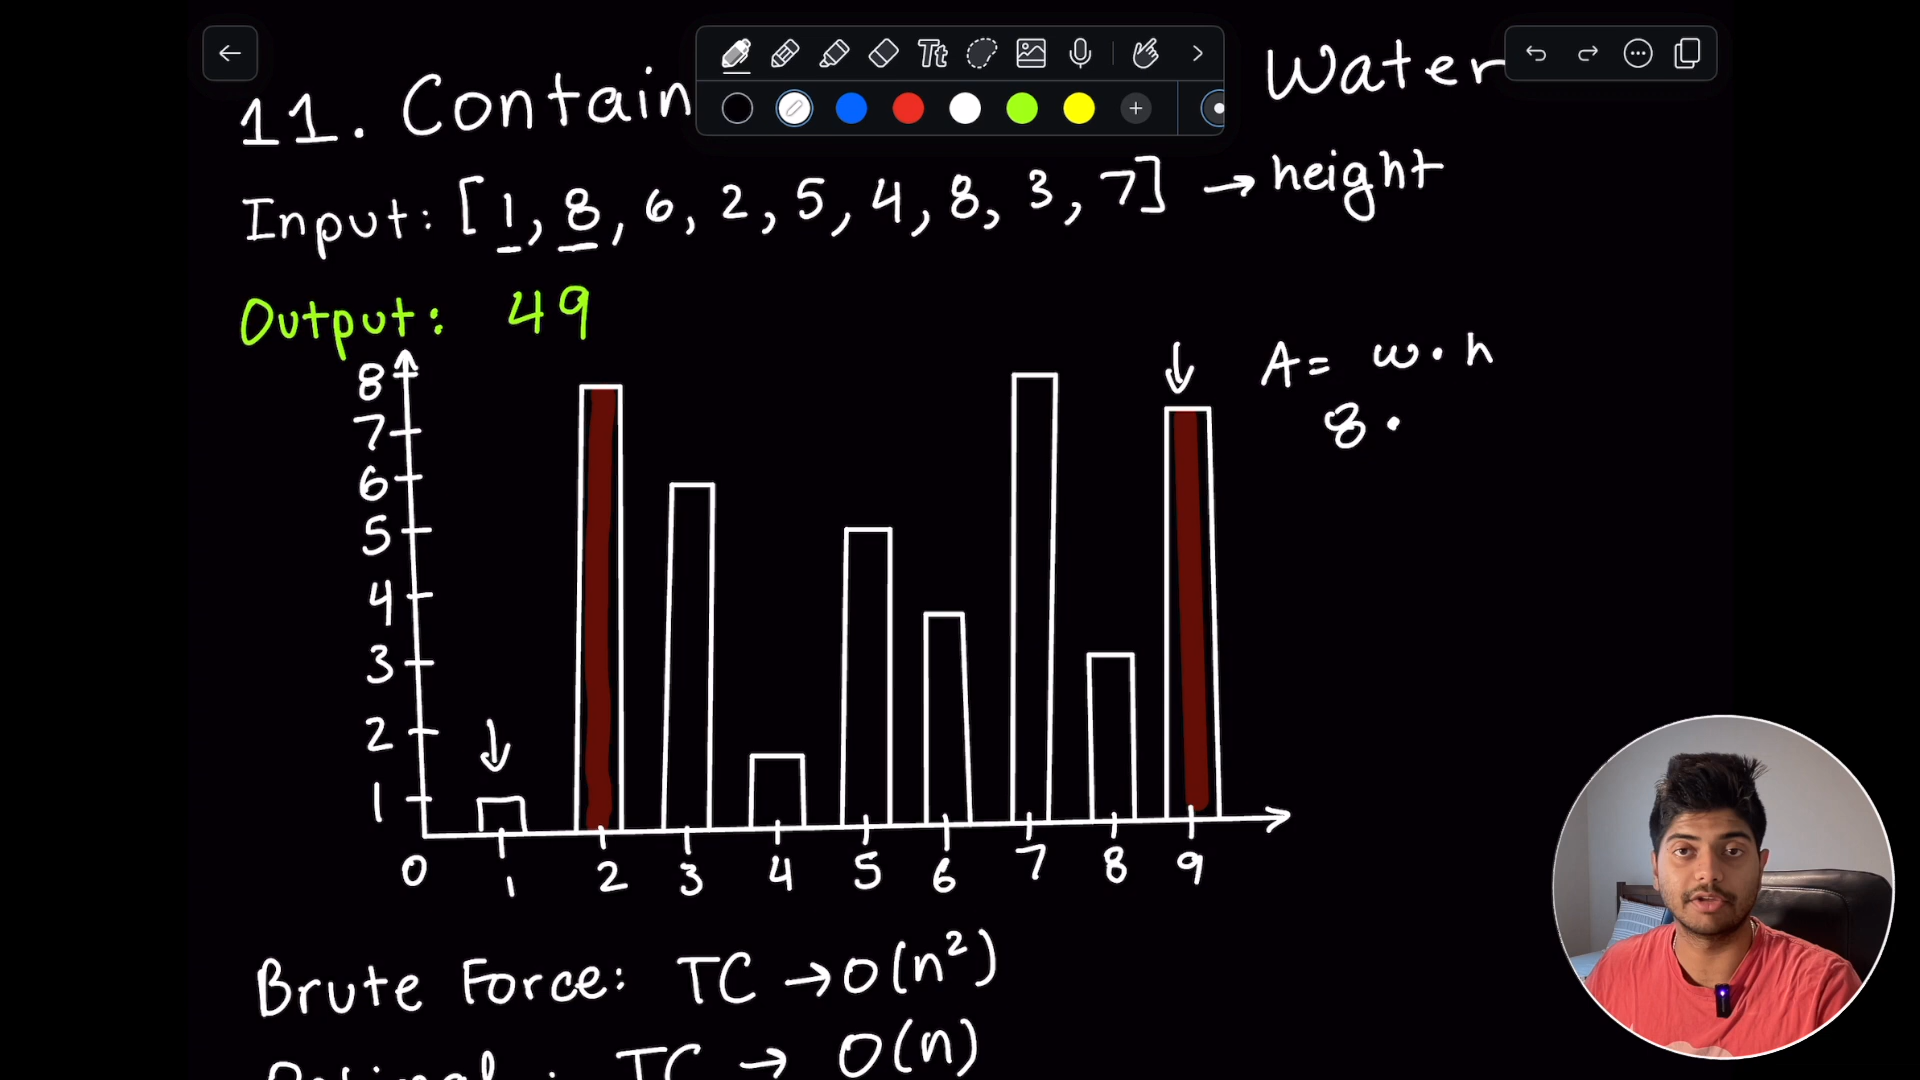 11. Contain Water
Input: [1, 8, 6, 2, 5, 4, 8, 3, 7] → height
Output: 49
A = w · h
8 ·
8
7
6
5
4
3
2
1
0 1 2 3 4 5 6 7 8 9
Brute Force: TC → O(n²)
: TC → O(n)
Tt